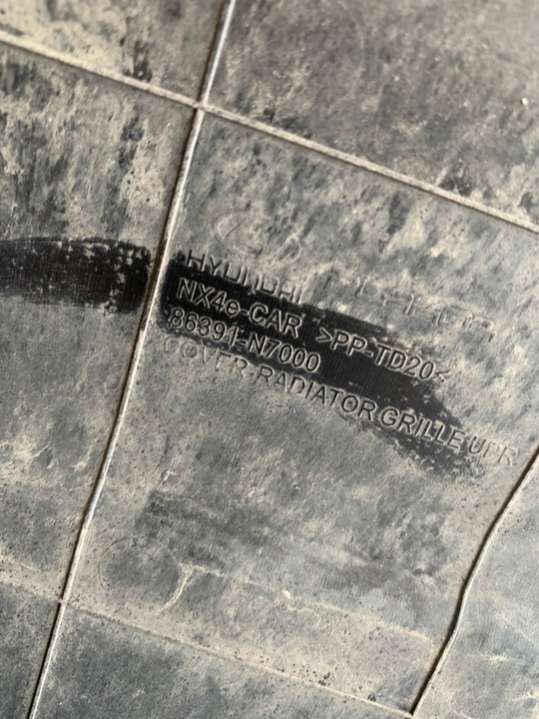 HYUNDAI
NX4e-CAR >PP-TD20<
86391-N7000
COVER-RADIATOR GRILLE UPR